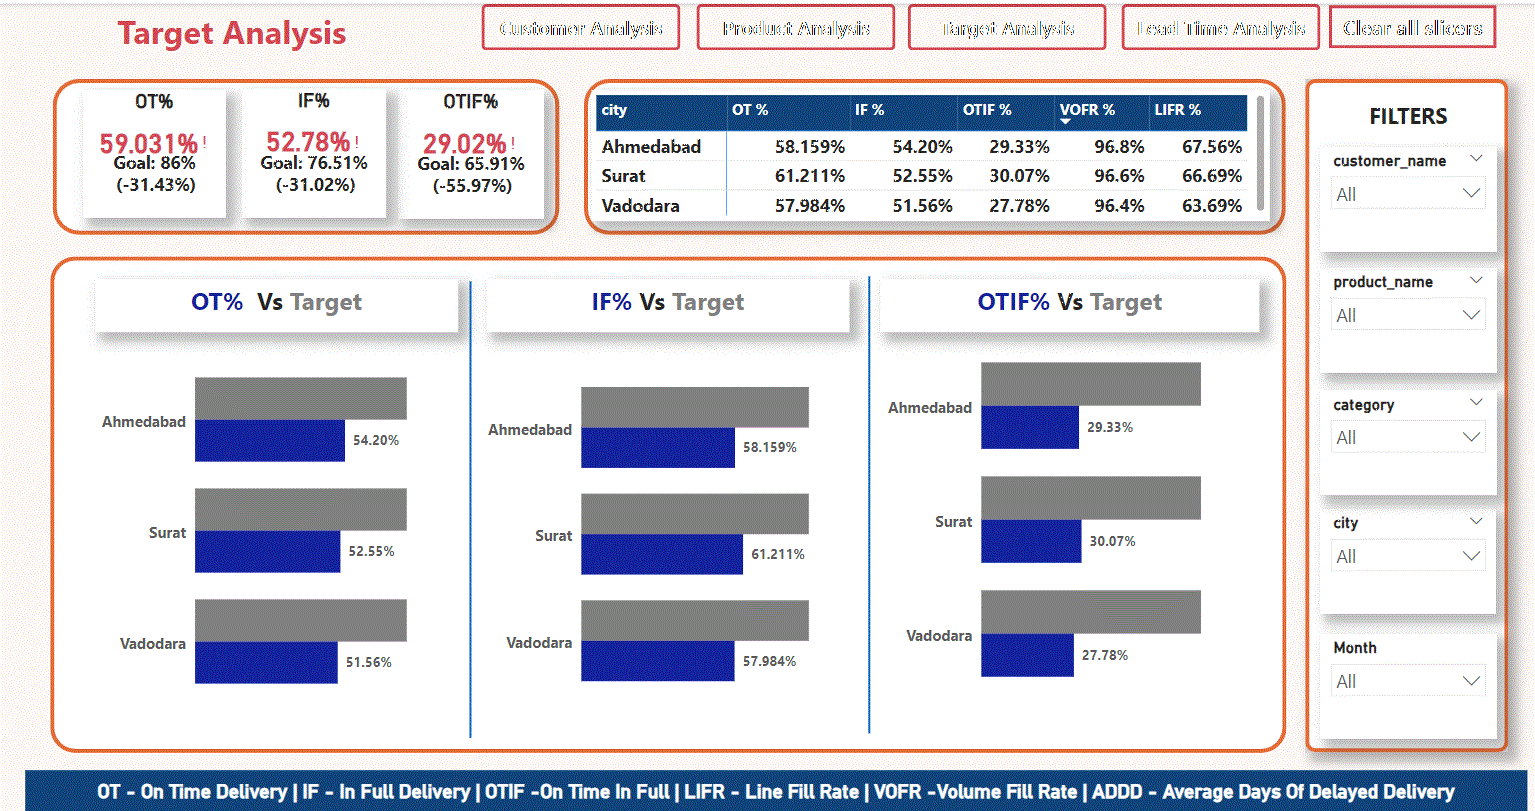 Target Analysis
Customer Analysis
Product Analysis
Target Analysis
Lead Time Analysis
Clear all slicers
OT%
59.031%!
Goal: 86%
(-31.43%)
IF%
52.78%!
Goal: 76.51%
(-31.02%)
OTIF%
29.02%!
Goal: 65.91%
(-55.97%)
city OT % IF % OTIF % VOFR % LIFR %
Ahmedabad 58.159% 54.20% 29.33% 96.8% 67.56%
Surat 61.211% 52.55% 30.07% 96.6% 66.69%
Vadodara 57.984% 51.56% 27.78% 96.4% 63.69%
OT% Vs Target
Ahmedabad 54.20%
Surat 52.55%
Vadodara 51.56%
IF% Vs Target
Ahmedabad 58.159%
Surat 61.211%
Vadodara 57.984%
OTIF% Vs Target
Ahmedabad 29.33%
Surat 30.07%
Vadodara 27.78%
FILTERS
customer_name
All
product_name
All
category
All
city
All
Month
All
OT - On Time Delivery | IF - In Full Delivery | OTIF -On Time In Full | LIFR - Line Fill Rate | VOFR -Volume Fill Rate | ADDD - Average Days Of Delayed Delivery